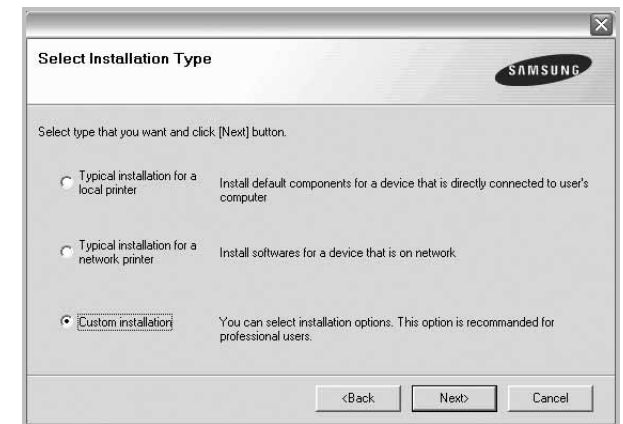 Select Installation Type
SAMSUNG
Select type that you want and click [Next] button.
Typical installation for a
local printer
Install default components for a device that is directly connected to user's
computer
Typical installation for a
network printer
Install softwares for a device that is on network
Custom installation
You can select installation options. This option is recommanded for
professional users.
<Back
Next>
Cancel